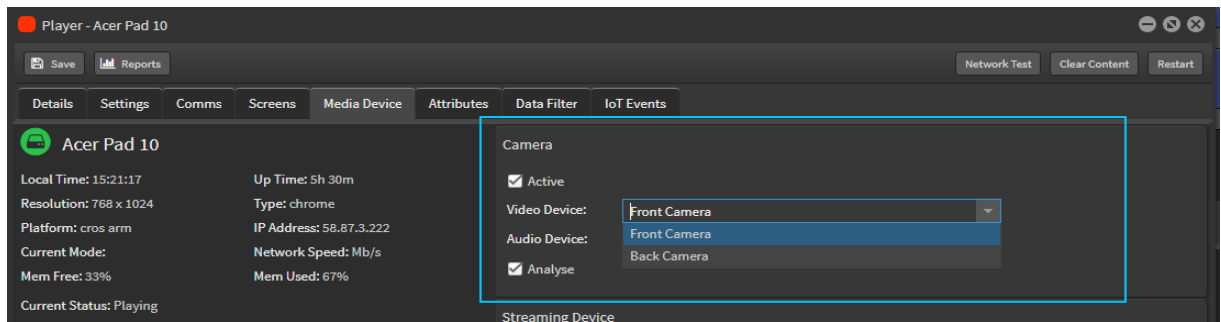 Player - Acer Pad 10
Save Reports Network Test Clear Content Restart
Details Settings Comms Screens Media Device Attributes Data Filter IoT Events
Acer Pad 10
Local Time: 15:21:17 Up Time: 5h 30m
Resolution: 768 x 1024 Type: chrome
Platform: cros arm IP Address: 58.87.3.222
Current Mode: Network Speed: Mb/s
Mem Free: 33% Mem Used: 67%
Current Status: Playing
Camera
Active
Video Device: Front Camera
Front Camera
Audio Device:
Back Camera
Analyse
Streaming Device